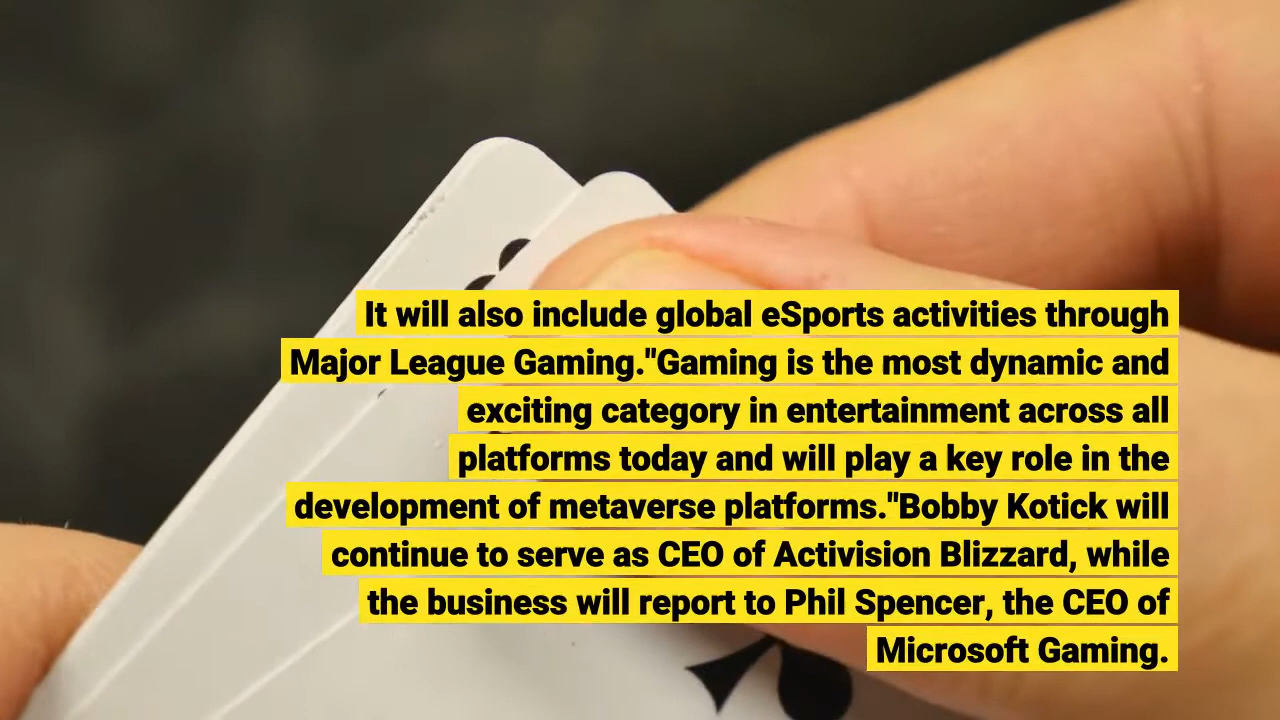 It will also include global eSports activities through
Major League Gaming."Gaming is the most dynamic and
exciting category in entertainment across all
platforms today and will play a key role in the
development of metaverse platforms."Bobby Kotick will
continue to serve as CEO of Activision Blizzard, while
the business will report to Phil Spencer, the CEO of
Microsoft Gaming.